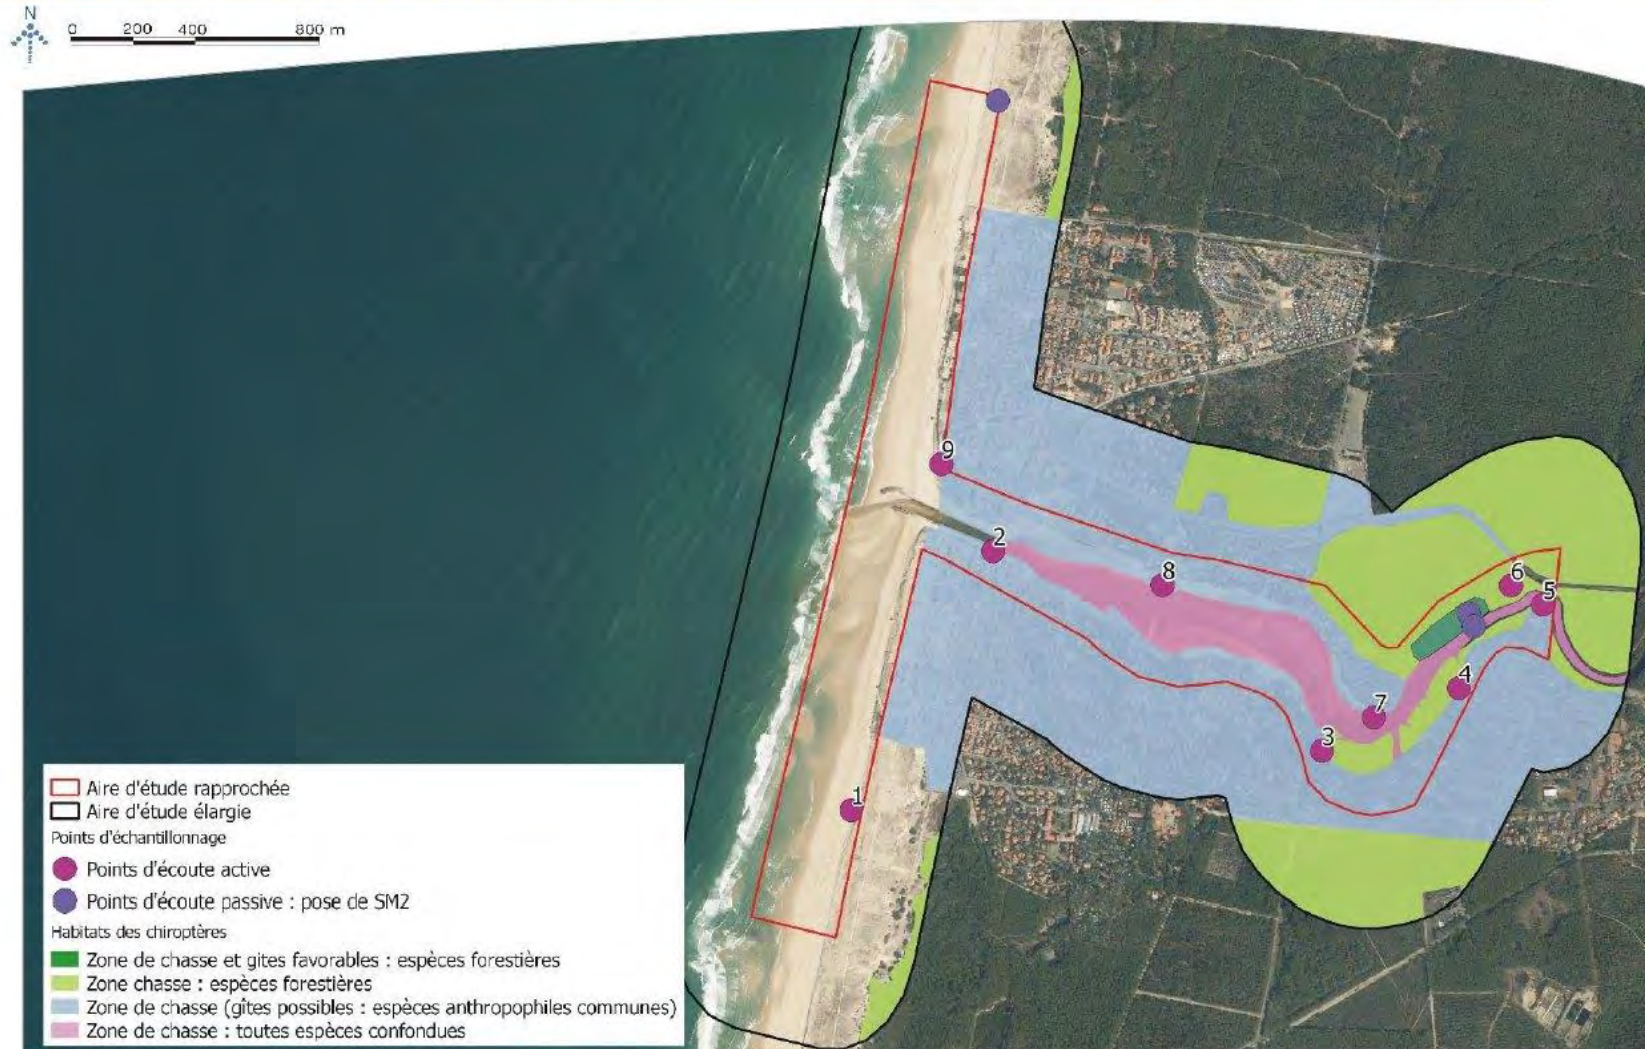 N
0 200 400 800 m
9
2
8
6
5
4
7
3
1
Aire d'étude rapprochée
Aire d'étude élargie
Points d'échantillonnage
Points d'écoute active
Points d'écoute passive : pose de SM2
Habitats des chiroptères
Zone de chasse et gites favorables : espèces forestières
Zone chasse : espèces forestières
Zone de chasse (gîtes possibles : espèces anthropophiles communes)
Zone de chasse : toutes espèces confondues